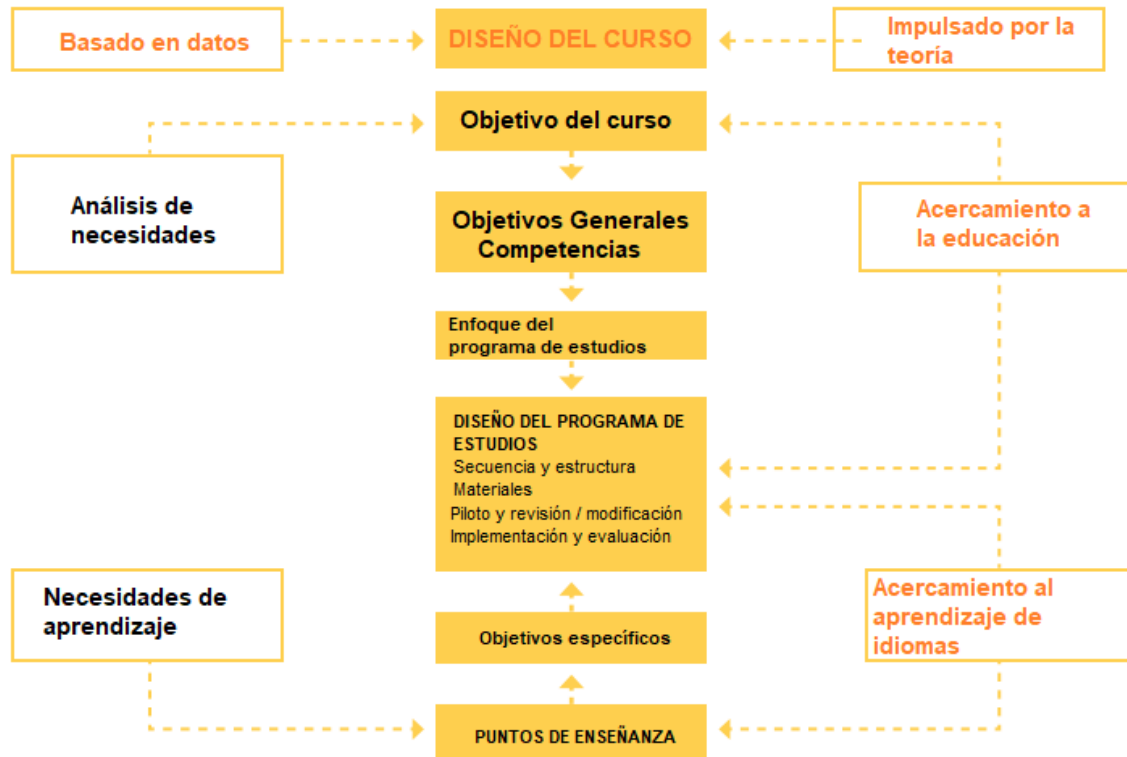 Basado en datos
DISEÑO DEL CURSO
Impulsado por la
teoría
Objetivo del curso
Análisis de
necesidades
Objetivos Generales
Competencias
Acercamiento a
la educación
Enfoque del
programa de estudios
DISEÑO DEL PROGRAMA DE
ESTUDIOS
Secuencia y estructura
Materiales
Piloto y revisión / modificación
Implementación y evaluación
Necesidades de
aprendizaje
Objetivos específicos
Acercamiento al
aprendizaje de
idiomas
PUNTOS DE ENSEÑANZA